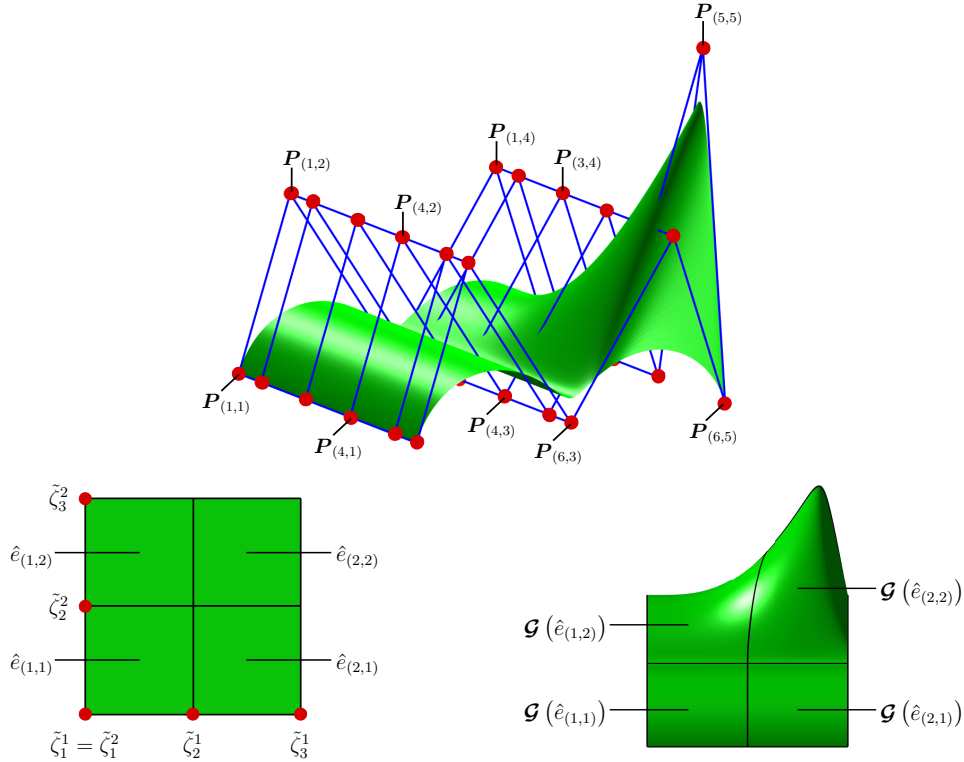 P(5,5)
P(1,4)
P(3,4)
P(1,2)
P(4,2)
P(1,1)
P(4,1)
P(4,3)
P(6,3)
P(6,5)
ζ̃²₃
ê(1,2)
ê(2,2)
ζ̃²₂
ê(1,1)
ê(2,1)
ζ̃¹₁ = ζ̃²₁
ζ̃¹₂
ζ̃¹₃
𝓖 (ê(2,2))
𝓖 (ê(1,2))
𝓖 (ê(1,1))
𝓖 (ê(2,1))